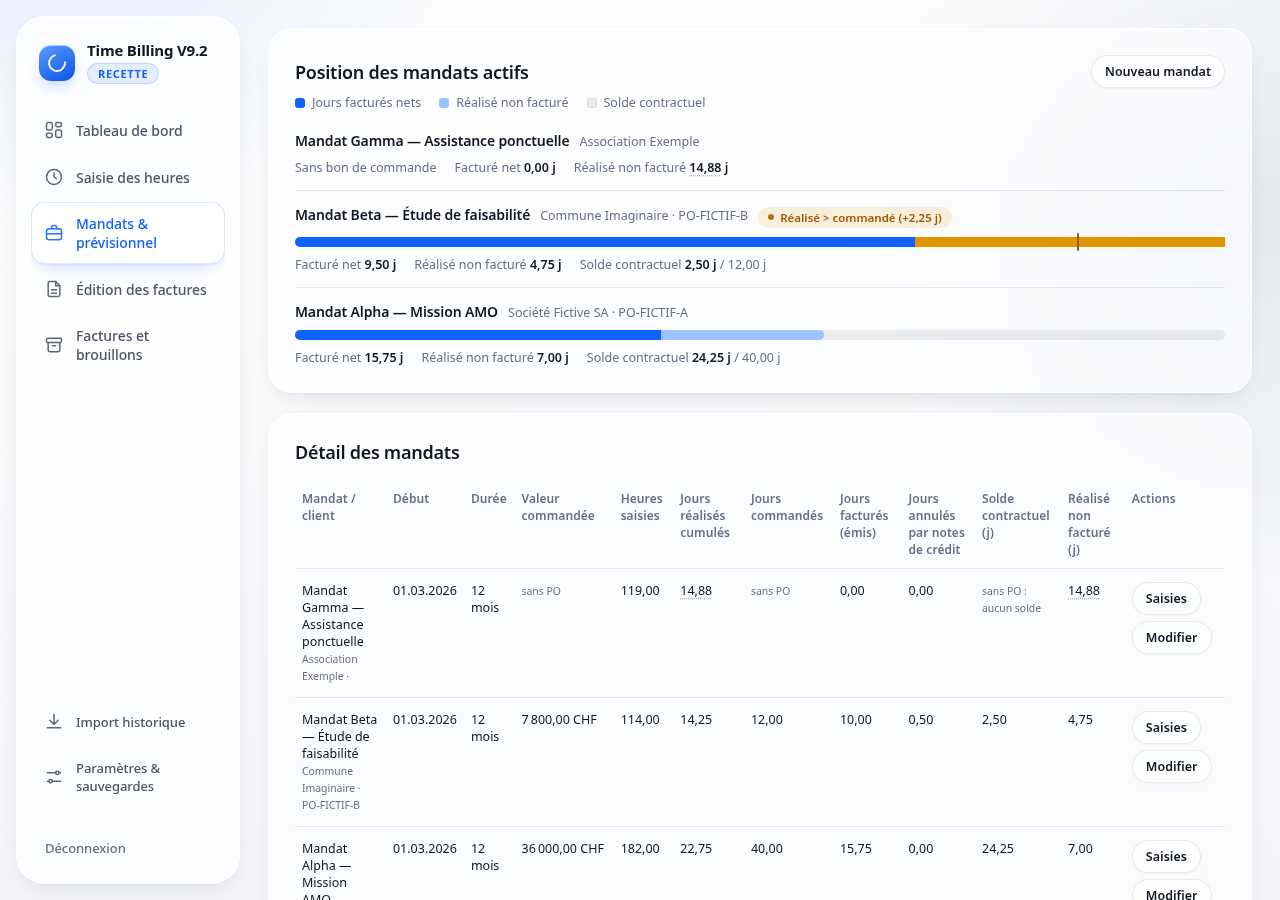 Time Billing V9.2
RECETTE
Tableau de bord
Saisie des heures
Mandats &
prévisionnel
Édition des factures
Factures et
brouillons
Import historique
Paramètres &
sauvegardes
Déconnexion
Position des mandats actifs
Nouveau mandat
Jours facturés nets Réalisé non facturé Solde contractuel
Mandat Gamma — Assistance ponctuelle Association Exemple
Sans bon de commande Facturé net 0,00 j Réalisé non facturé 14,88 j
Mandat Beta — Étude de faisabilité Commune Imaginaire · PO-FICTIF-B Réalisé > commandé (+2,25 j)
Facturé net 9,50 j Réalisé non facturé 4,75 j Solde contractuel 2,50 j / 12,00 j
Mandat Alpha — Mission AMO Société Fictive SA · PO-FICTIF-A
Facturé net 15,75 j Réalisé non facturé 7,00 j Solde contractuel 24,25 j / 40,00 j
Détail des mandats
Mandat / Début Durée Valeur Heures Jours Jours Jours Jours Solde Réalisé Actions
client commandée saisies réalisés commandés facturés annulés contractuel non
cumulés (émis) par notes (j) facturé
de crédit (j)
Mandat 01.03.2026 12 sans PO 119,00 14,88 sans PO 0,00 0,00 sans PO : 14,88 Saisies
Gamma — mois aucun solde
Assistance Modifier
ponctuelle
Association
Exemple ·
Mandat Beta 01.03.2026 12 7 800,00 CHF 114,00 14,25 12,00 10,00 0,50 2,50 4,75 Saisies
— Étude de mois
faisabilité Modifier
Commune
Imaginaire ·
PO-FICTIF-B
Mandat 01.03.2026 12 36 000,00 CHF 182,00 22,75 40,00 15,75 0,00 24,25 7,00 Saisies
Alpha — mois
Mission Modifier
AMO